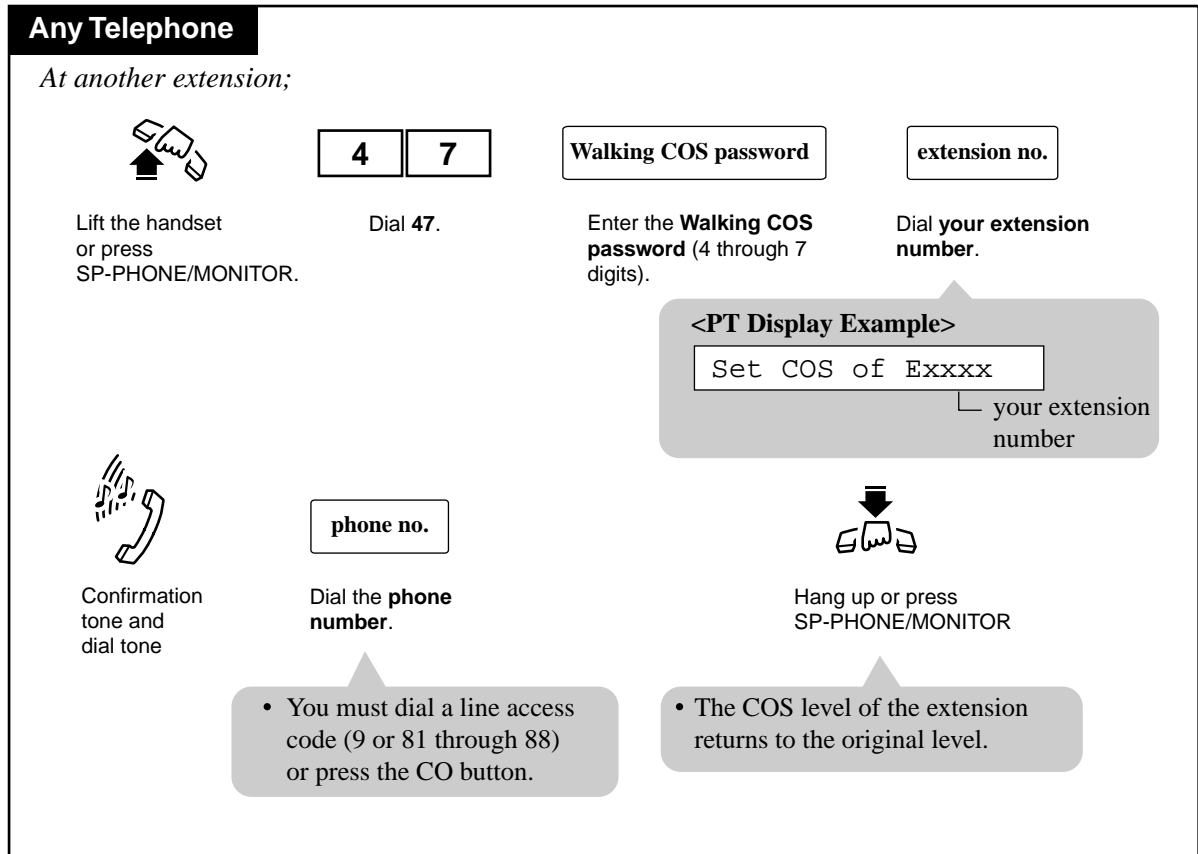 Any Telephone
At another extension;
4 7
Walking COS password
extension no.
Lift the handset
or press
SP-PHONE/MONITOR.
Dial 47.
Enter the Walking COS
password (4 through 7
digits).
Dial your extension
number.
<PT Display Example>
Set COS of Exxxx
your extension
number
phone no.
Confirmation
tone and
dial tone
Dial the phone
number.
Hang up or press
SP-PHONE/MONITOR
• You must dial a line access
code (9 or 81 through 88)
or press the CO button.
• The COS level of the extension
returns to the original level.